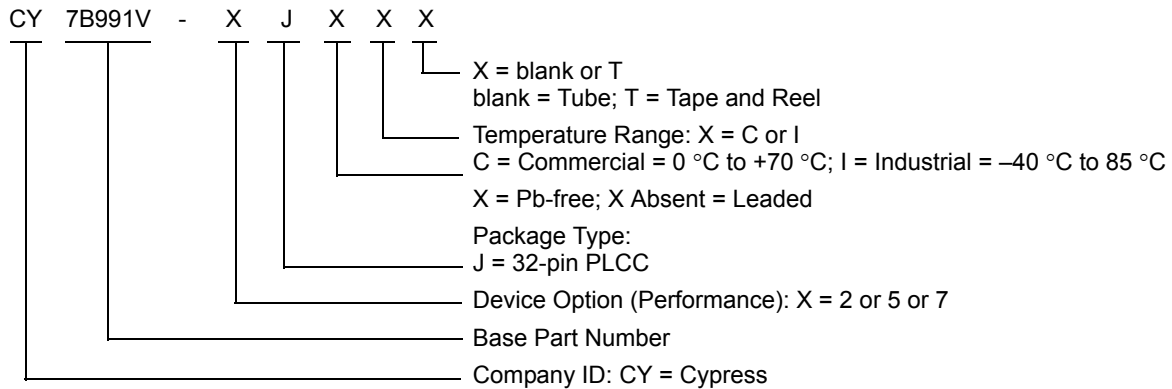 CY 7B991V - X J X X X
X = blank or T
blank = Tube; T = Tape and Reel
Temperature Range: X = C or I
C = Commercial = 0 °C to +70 °C; I = Industrial = –40 °C to 85 °C
X = Pb-free; X Absent = Leaded
Package Type:
J = 32-pin PLCC
Device Option (Performance): X = 2 or 5 or 7
Base Part Number
Company ID: CY = Cypress